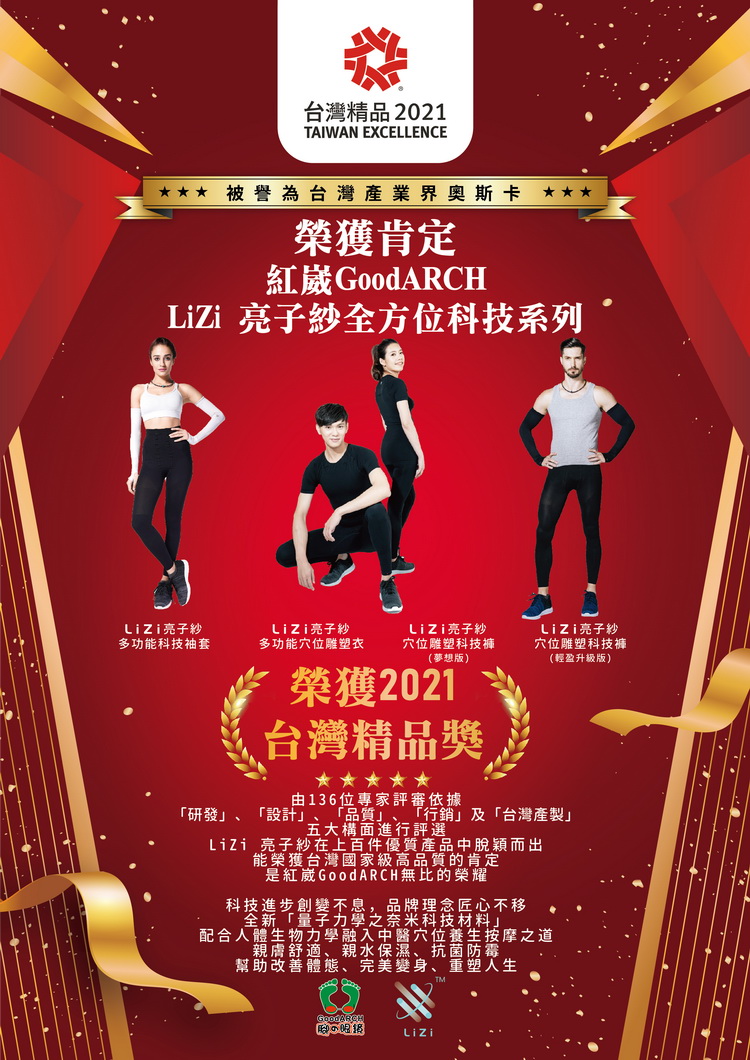 台灣精品 2021
TAIWAN EXCELLENCE
★★★ 被譽為台灣產業界奧斯卡 ★★★
榮獲肯定
紅崴GoodARCH
LiZi 亮子紗全方位科技系列
LiZi亮子紗
多功能科技袖套
LiZi亮子紗
多功能穴位雕塑衣
LiZi亮子紗
穴位雕塑科技褲
(夢想版)
LiZi亮子紗
穴位雕塑科技褲
(輕盈升級版)
榮獲2021
台灣精品獎
由136位專家評審依據
「研發」、「設計」、「品質」、「行銷」及「台灣產製」
五大構面進行評選
LiZi 亮子紗在上百件優質產品中脫穎而出
能榮獲台灣國家級高品質的肯定
是紅崴GoodARCH無比的榮耀
科技進步創變不息，品牌理念匠心不移
全新「量子力學之奈米科技材料」
配合人體生物力學融入中醫穴位養生按摩之道
親膚舒適、親水保濕、抗菌防霉
幫助改善體態、完美變身、重塑人生
GoodARCH
腳の眼鏡
LiZi
TM